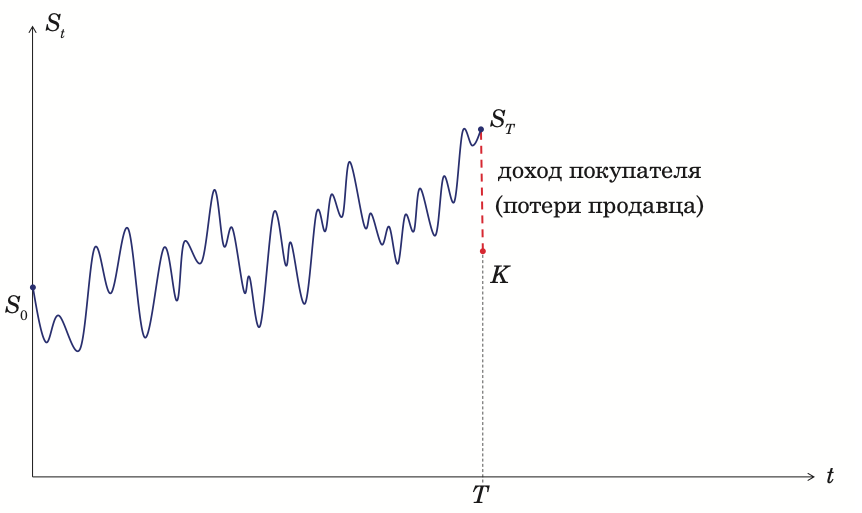 S_t
S_T
доход покупателя
(потери продавца)
K
S_0
t
T